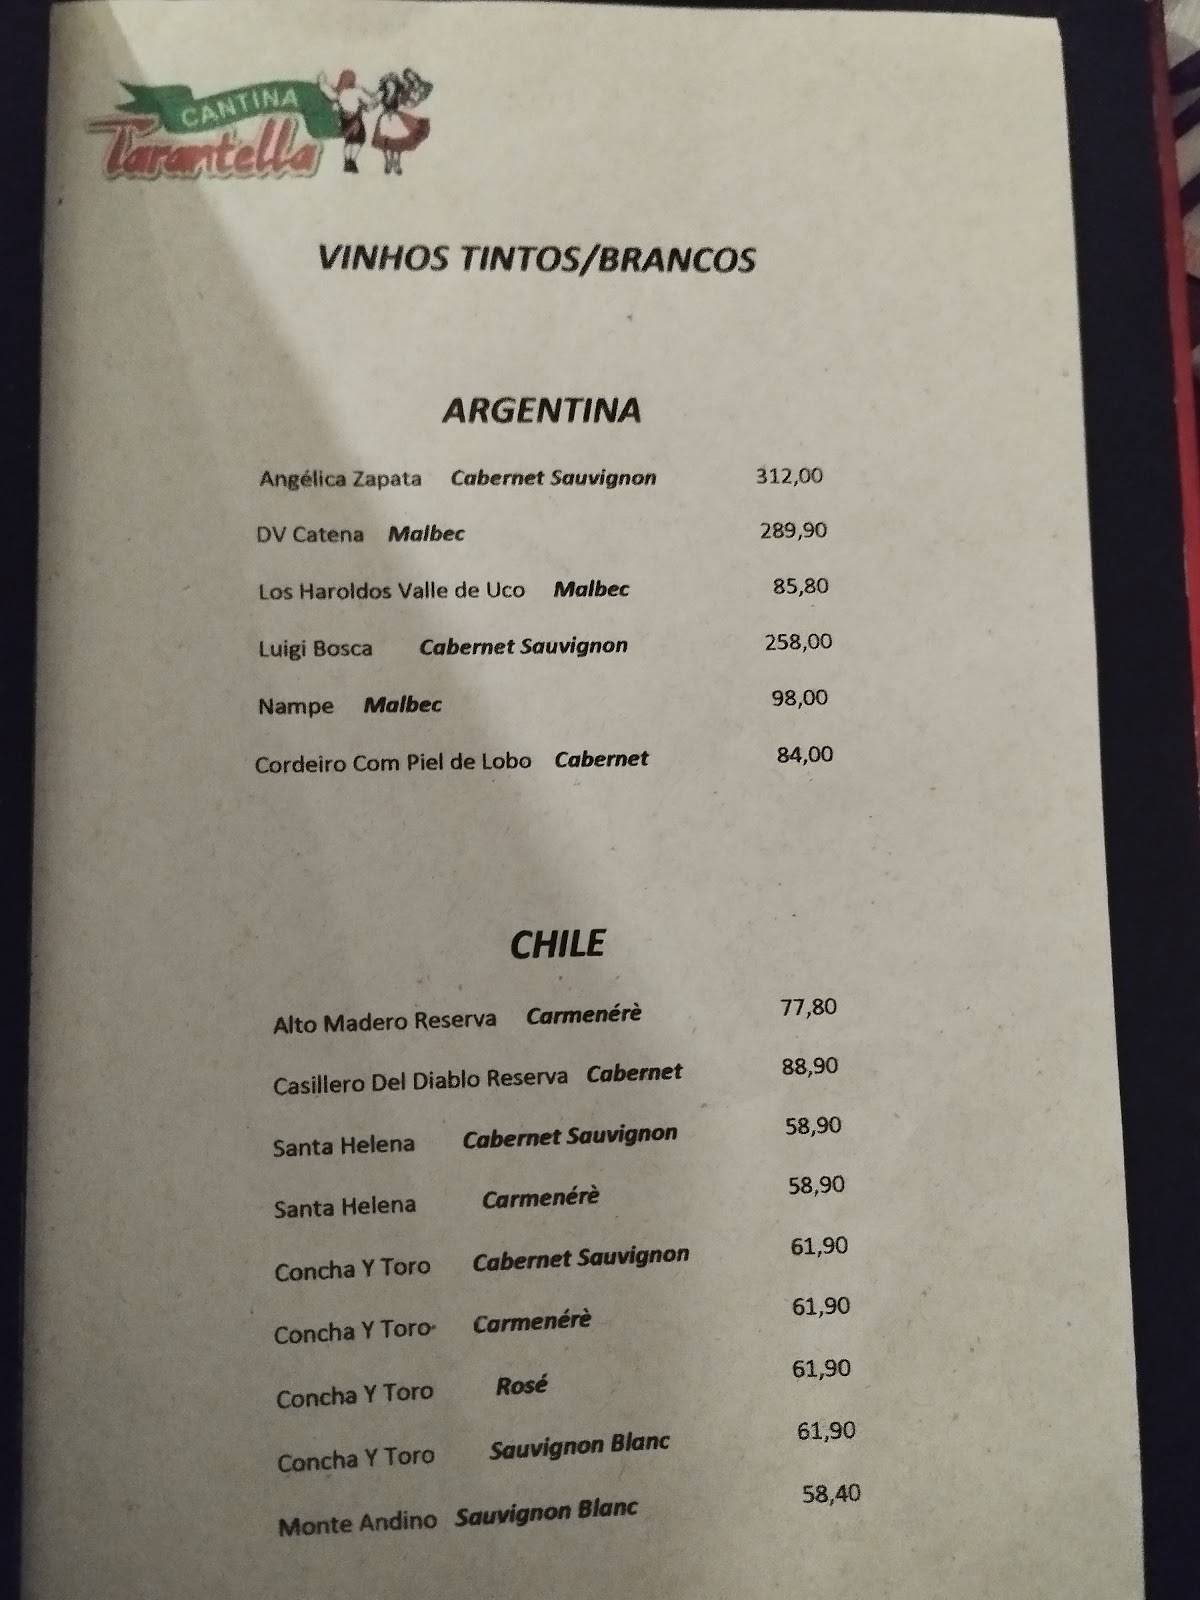 CANTINA
Tarantella
VINHOS TINTOS/BRANCOS
ARGENTINA
Angélica Zapata Cabernet Sauvignon 312,00
DV Catena Malbec 289,90
Los Haroldos Valle de Uco Malbec 85,80
Luigi Bosca Cabernet Sauvignon 258,00
Nampe Malbec 98,00
Cordeiro Com Piel de Lobo Cabernet 84,00
CHILE
Alto Madero Reserva Carmenérè 77,80
Casillero Del Diablo Reserva Cabernet 88,90
Santa Helena Cabernet Sauvignon 58,90
Santa Helena Carmenérè 58,90
Concha Y Toro Cabernet Sauvignon 61,90
Concha Y Toro Carmenérè 61,90
Concha Y Toro Rosé 61,90
Concha Y Toro Sauvignon Blanc 61,90
Monte Andino Sauvignon Blanc 58,40